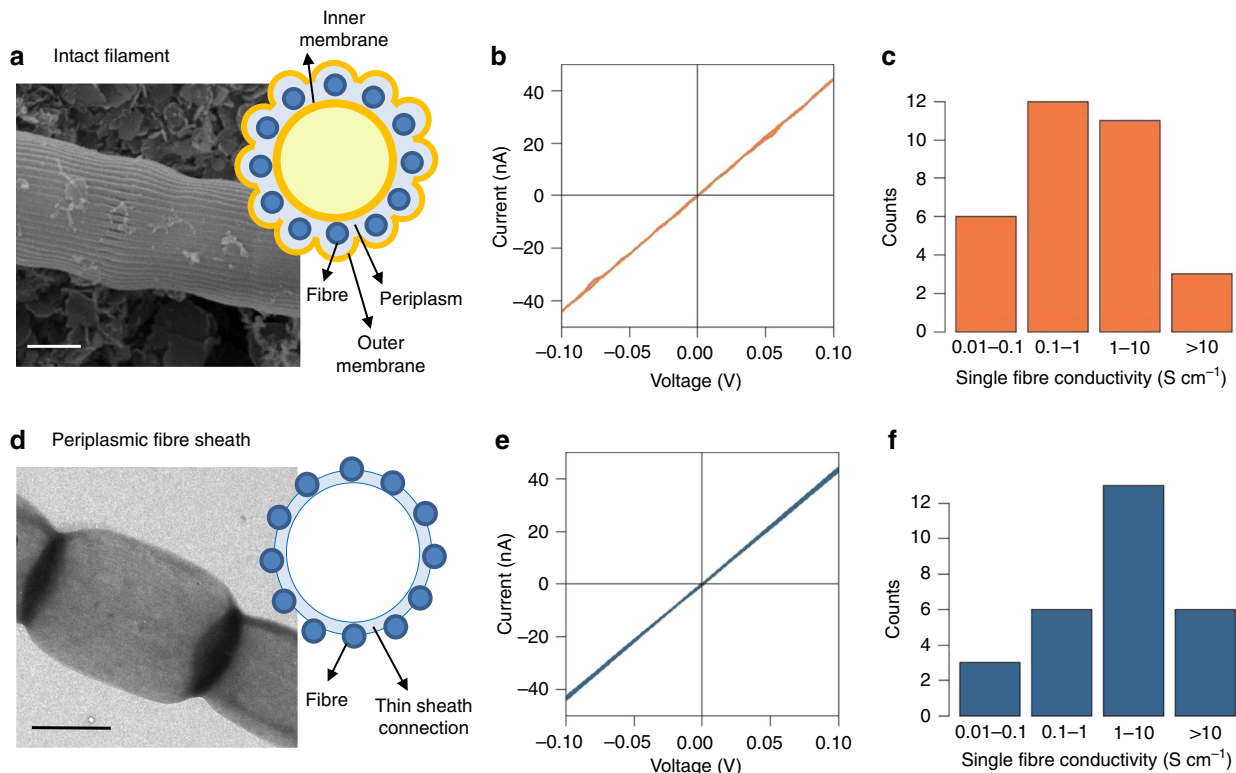 a Intact filament
Inner
membrane
Fibre
Periplasm
Outer
membrane
b
Current (nA)
40
20
0
−20
−40
−0.10 −0.05 0.00 0.05 0.10
Voltage (V)
c
Counts
12
10
8
6
4
2
0
0.01–0.1 0.1–1 1–10 >10
Single fibre conductivity (S cm⁻¹)
d Periplasmic fibre sheath
Fibre
Thin sheath
connection
e
Current (nA)
40
20
0
−20
−40
−0.10 −0.05 0.00 0.05 0.10
Voltage (V)
f
Counts
12
10
8
6
4
2
0
0.01–0.1 0.1–1 1–10 >10
Single fibre conductivity (S cm⁻¹)